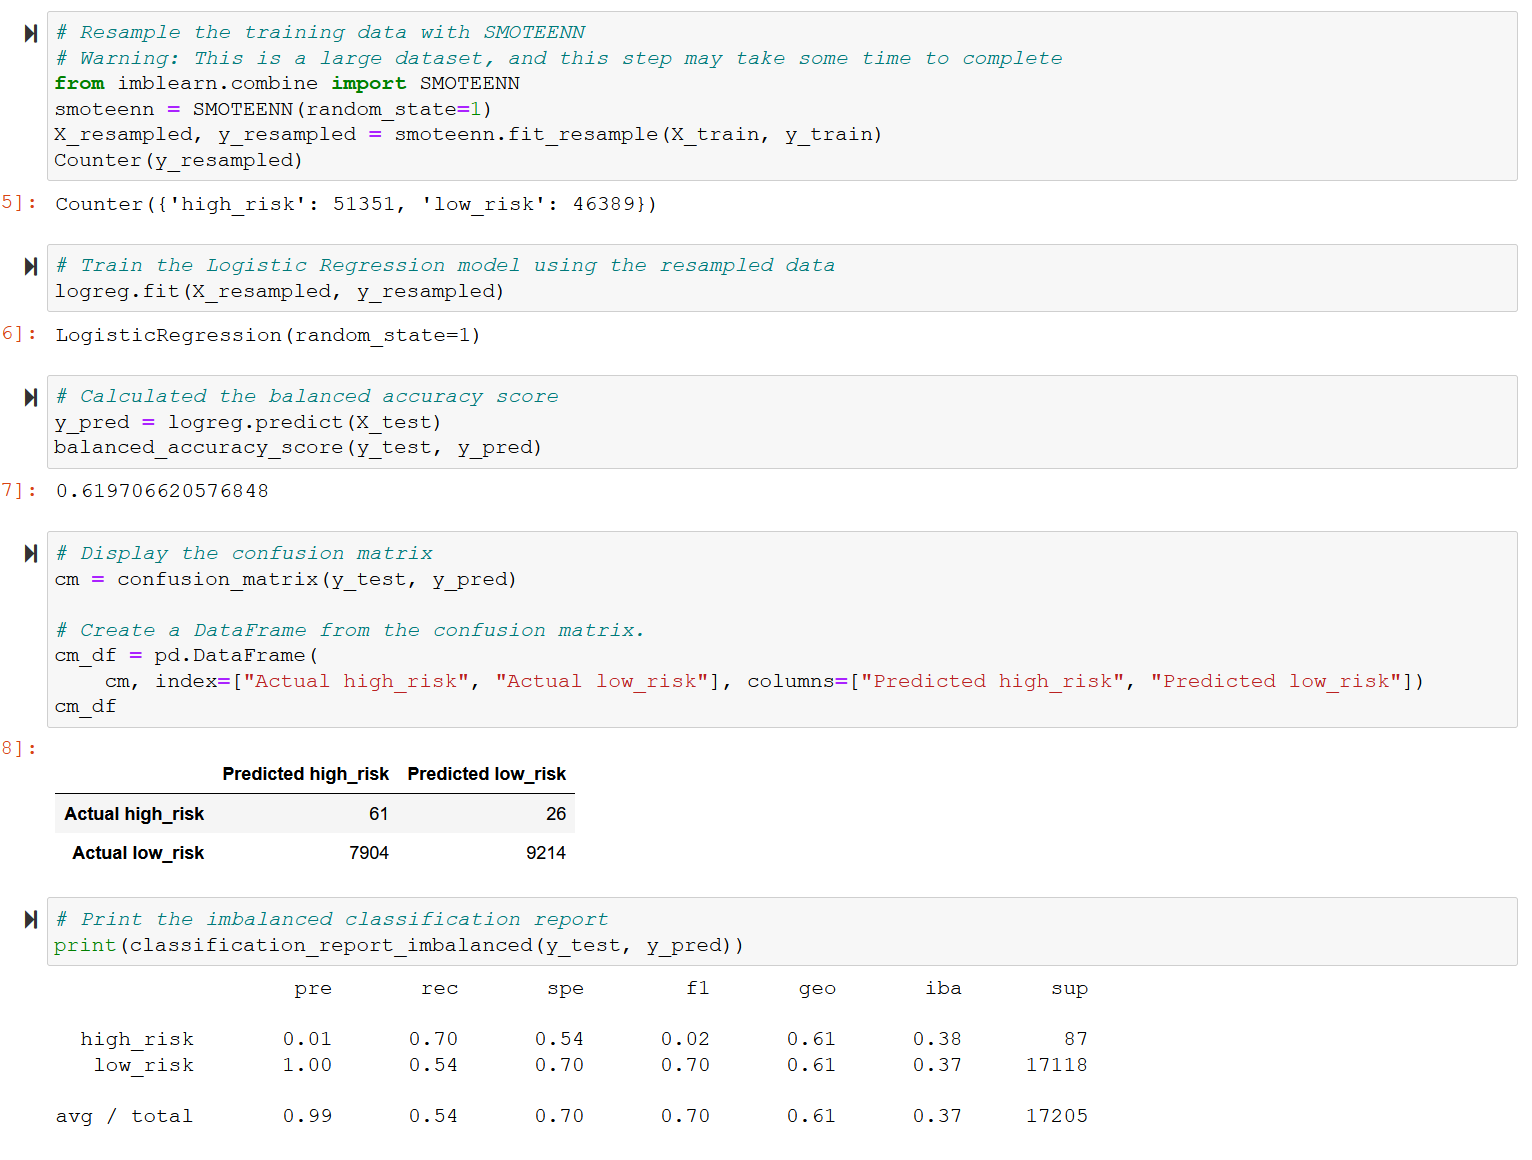 # Resample the training data with SMOTEENN
# Warning: This is a large dataset, and this step may take some time to complete
from imblearn.combine import SMOTEENN
smoteenn = SMOTEENN(random_state=1)
X_resampled, y_resampled = smoteenn.fit_resample(X_train, y_train)
Counter(y_resampled)
5]: Counter({'high_risk': 51351, 'low_risk': 46389})
# Train the Logistic Regression model using the resampled data
logreg.fit(X_resampled, y_resampled)
6]: LogisticRegression(random_state=1)
# Calculated the balanced accuracy score
y_pred = logreg.predict(X_test)
balanced_accuracy_score(y_test, y_pred)
7]: 0.619706620576848
# Display the confusion matrix
cm = confusion_matrix(y_test, y_pred)
# Create a DataFrame from the confusion matrix.
cm_df = pd.DataFrame(
    cm, index=["Actual high_risk", "Actual low_risk"], columns=["Predicted high_risk", "Predicted low_risk"])
cm_df
8]:
Predicted high_risk Predicted low_risk
Actual high_risk 61 26
Actual low_risk 7904 9214
# Print the imbalanced classification report
print(classification_report_imbalanced(y_test, y_pred))
pre rec spe f1 geo iba sup
high_risk 0.01 0.70 0.54 0.02 0.61 0.38 87
low_risk 1.00 0.54 0.70 0.70 0.61 0.37 17118
avg / total 0.99 0.54 0.70 0.70 0.61 0.37 17205